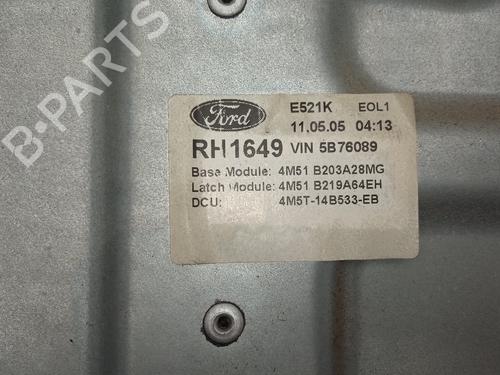 B-PARTS
Ford
E521K EOL1
11.05.05 04:13
RH1649 VIN 5B76089
Base Module: 4M51 B203A28MG
Latch Module: 4M51 B219A64EH
DCU: 4M5T-14B533-EB